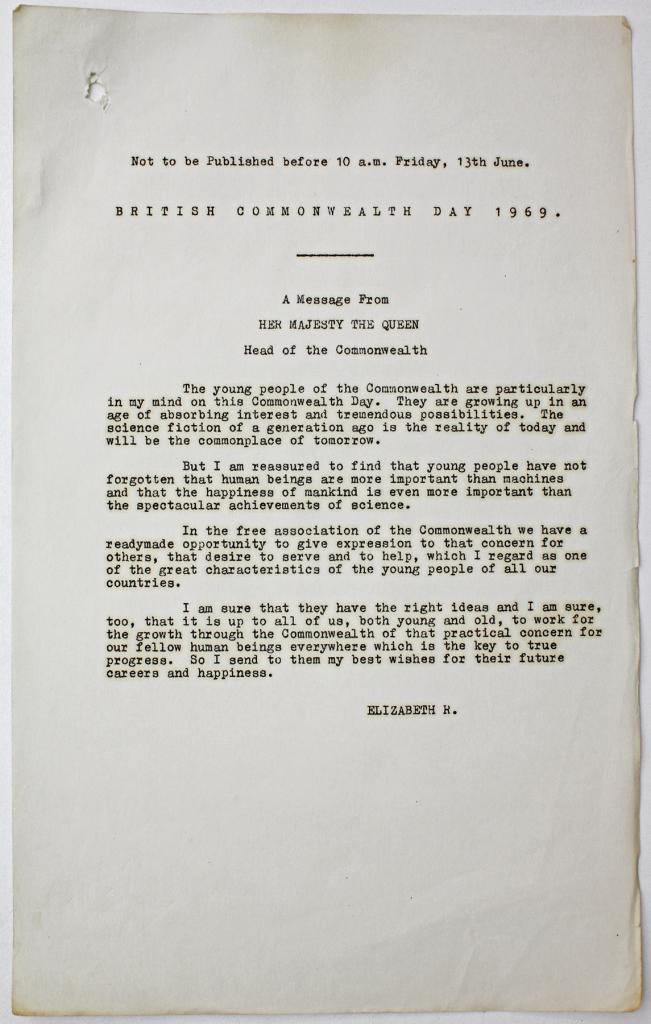 Not to be Published before 10 a.m. Friday, 13th June.
BRITISH COMMONWEALTH DAY 1969.
A Message From
HER MAJESTY THE QUEEN
Head of the Commonwealth
The young people of the Commonwealth are particularly
in my mind on this Commonwealth Day. They are growing up in an
age of absorbing interest and tremendous possibilities. The
science fiction of a generation ago is the reality of today and
will be the commonplace of tomorrow.
But I am reassured to find that young people have not
forgotten that human beings are more important than machines
and that the happiness of mankind is even more important than
the spectacular achievements of science.
In the free association of the Commonwealth we have a
readymade opportunity to give expression to that concern for
others, that desire to serve and to help, which I regard as one
of the great characteristics of the young people of all our
countries.
I am sure that they have the right ideas and I am sure,
too, that it is up to all of us, both young and old, to work for
the growth through the Commonwealth of that practical concern for
our fellow human beings everywhere which is the key to true
progress. So I send to them my best wishes for their future
careers and happiness.
ELIZABETH R.